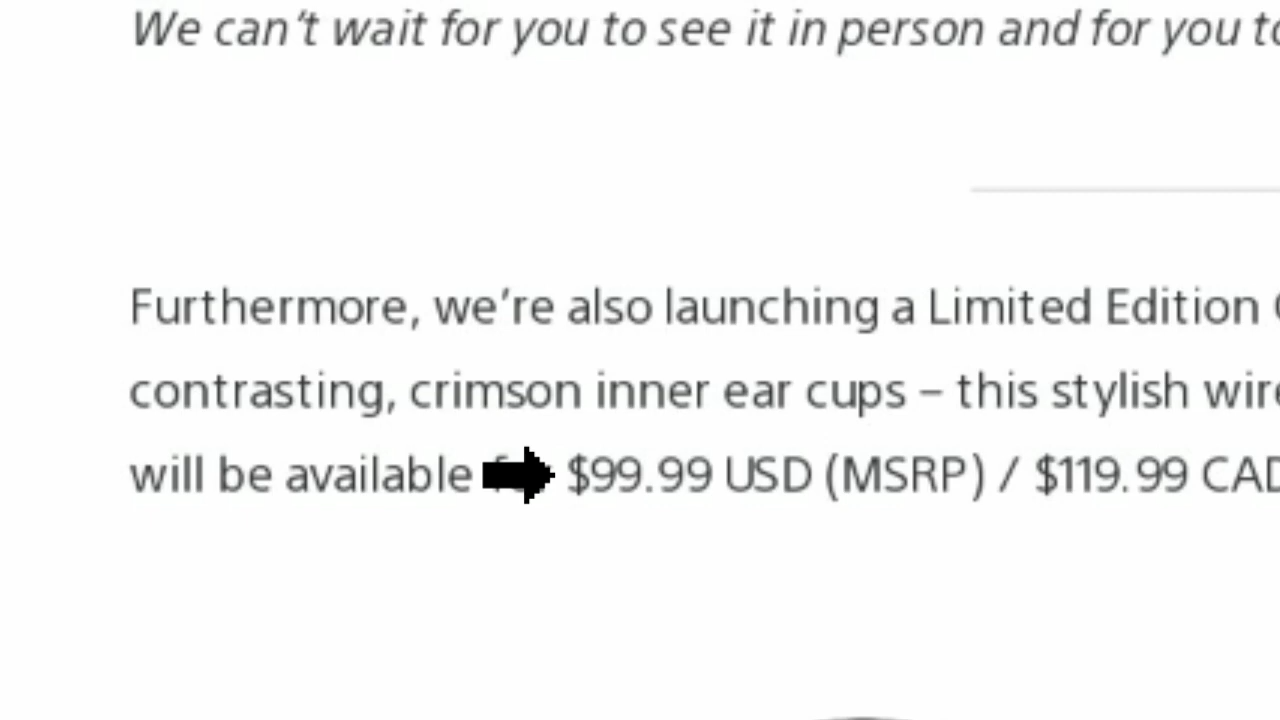 We can't wait for you to see it in person and for you to
Furthermore, we're also launching a Limited Edition
contrasting, crimson inner ear cups – this stylish
will be available $99.99 USD (MSRP) / $119.99 CAD